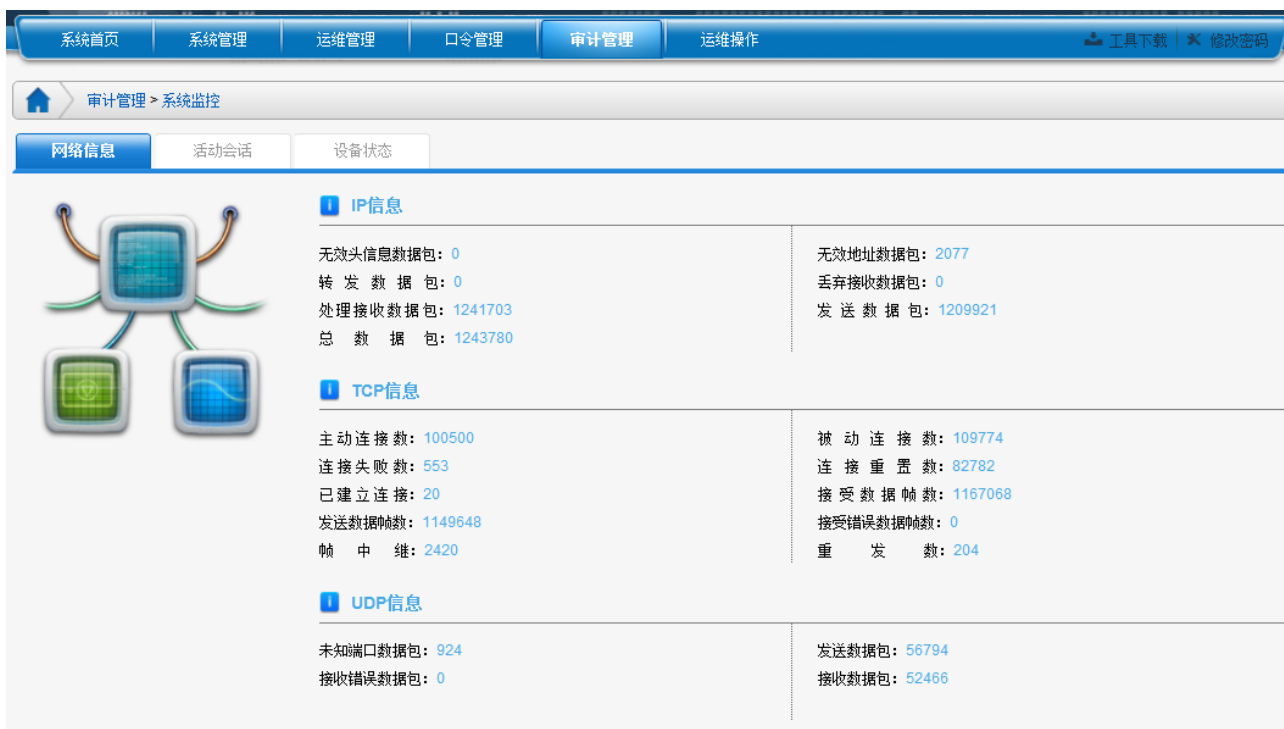 系统首页 系统管理 运维管理 口令管理 审计管理 运维操作 工具下载 修改密码
审计管理 > 系统监控
网络信息 活动会话 设备状态
IP信息
无效头信息数据包：0 无效地址数据包：2077
转发数据包：0 丢弃接收数据包：0
处理接收数据包：1241703 发送数据包：1209921
总数据包：1243780
TCP信息
主动连接数：100500 被动连接数：109774
连接失败数：553 连接重置数：82782
已建立连接：20 接受数据帧数：1167068
发送数据帧数：1149648 接受错误数据帧数：0
帧中继：2420 重发数：204
UDP信息
未知端口数据包：924 发送数据包：56794
接收错误数据包：0 接收数据包：52466